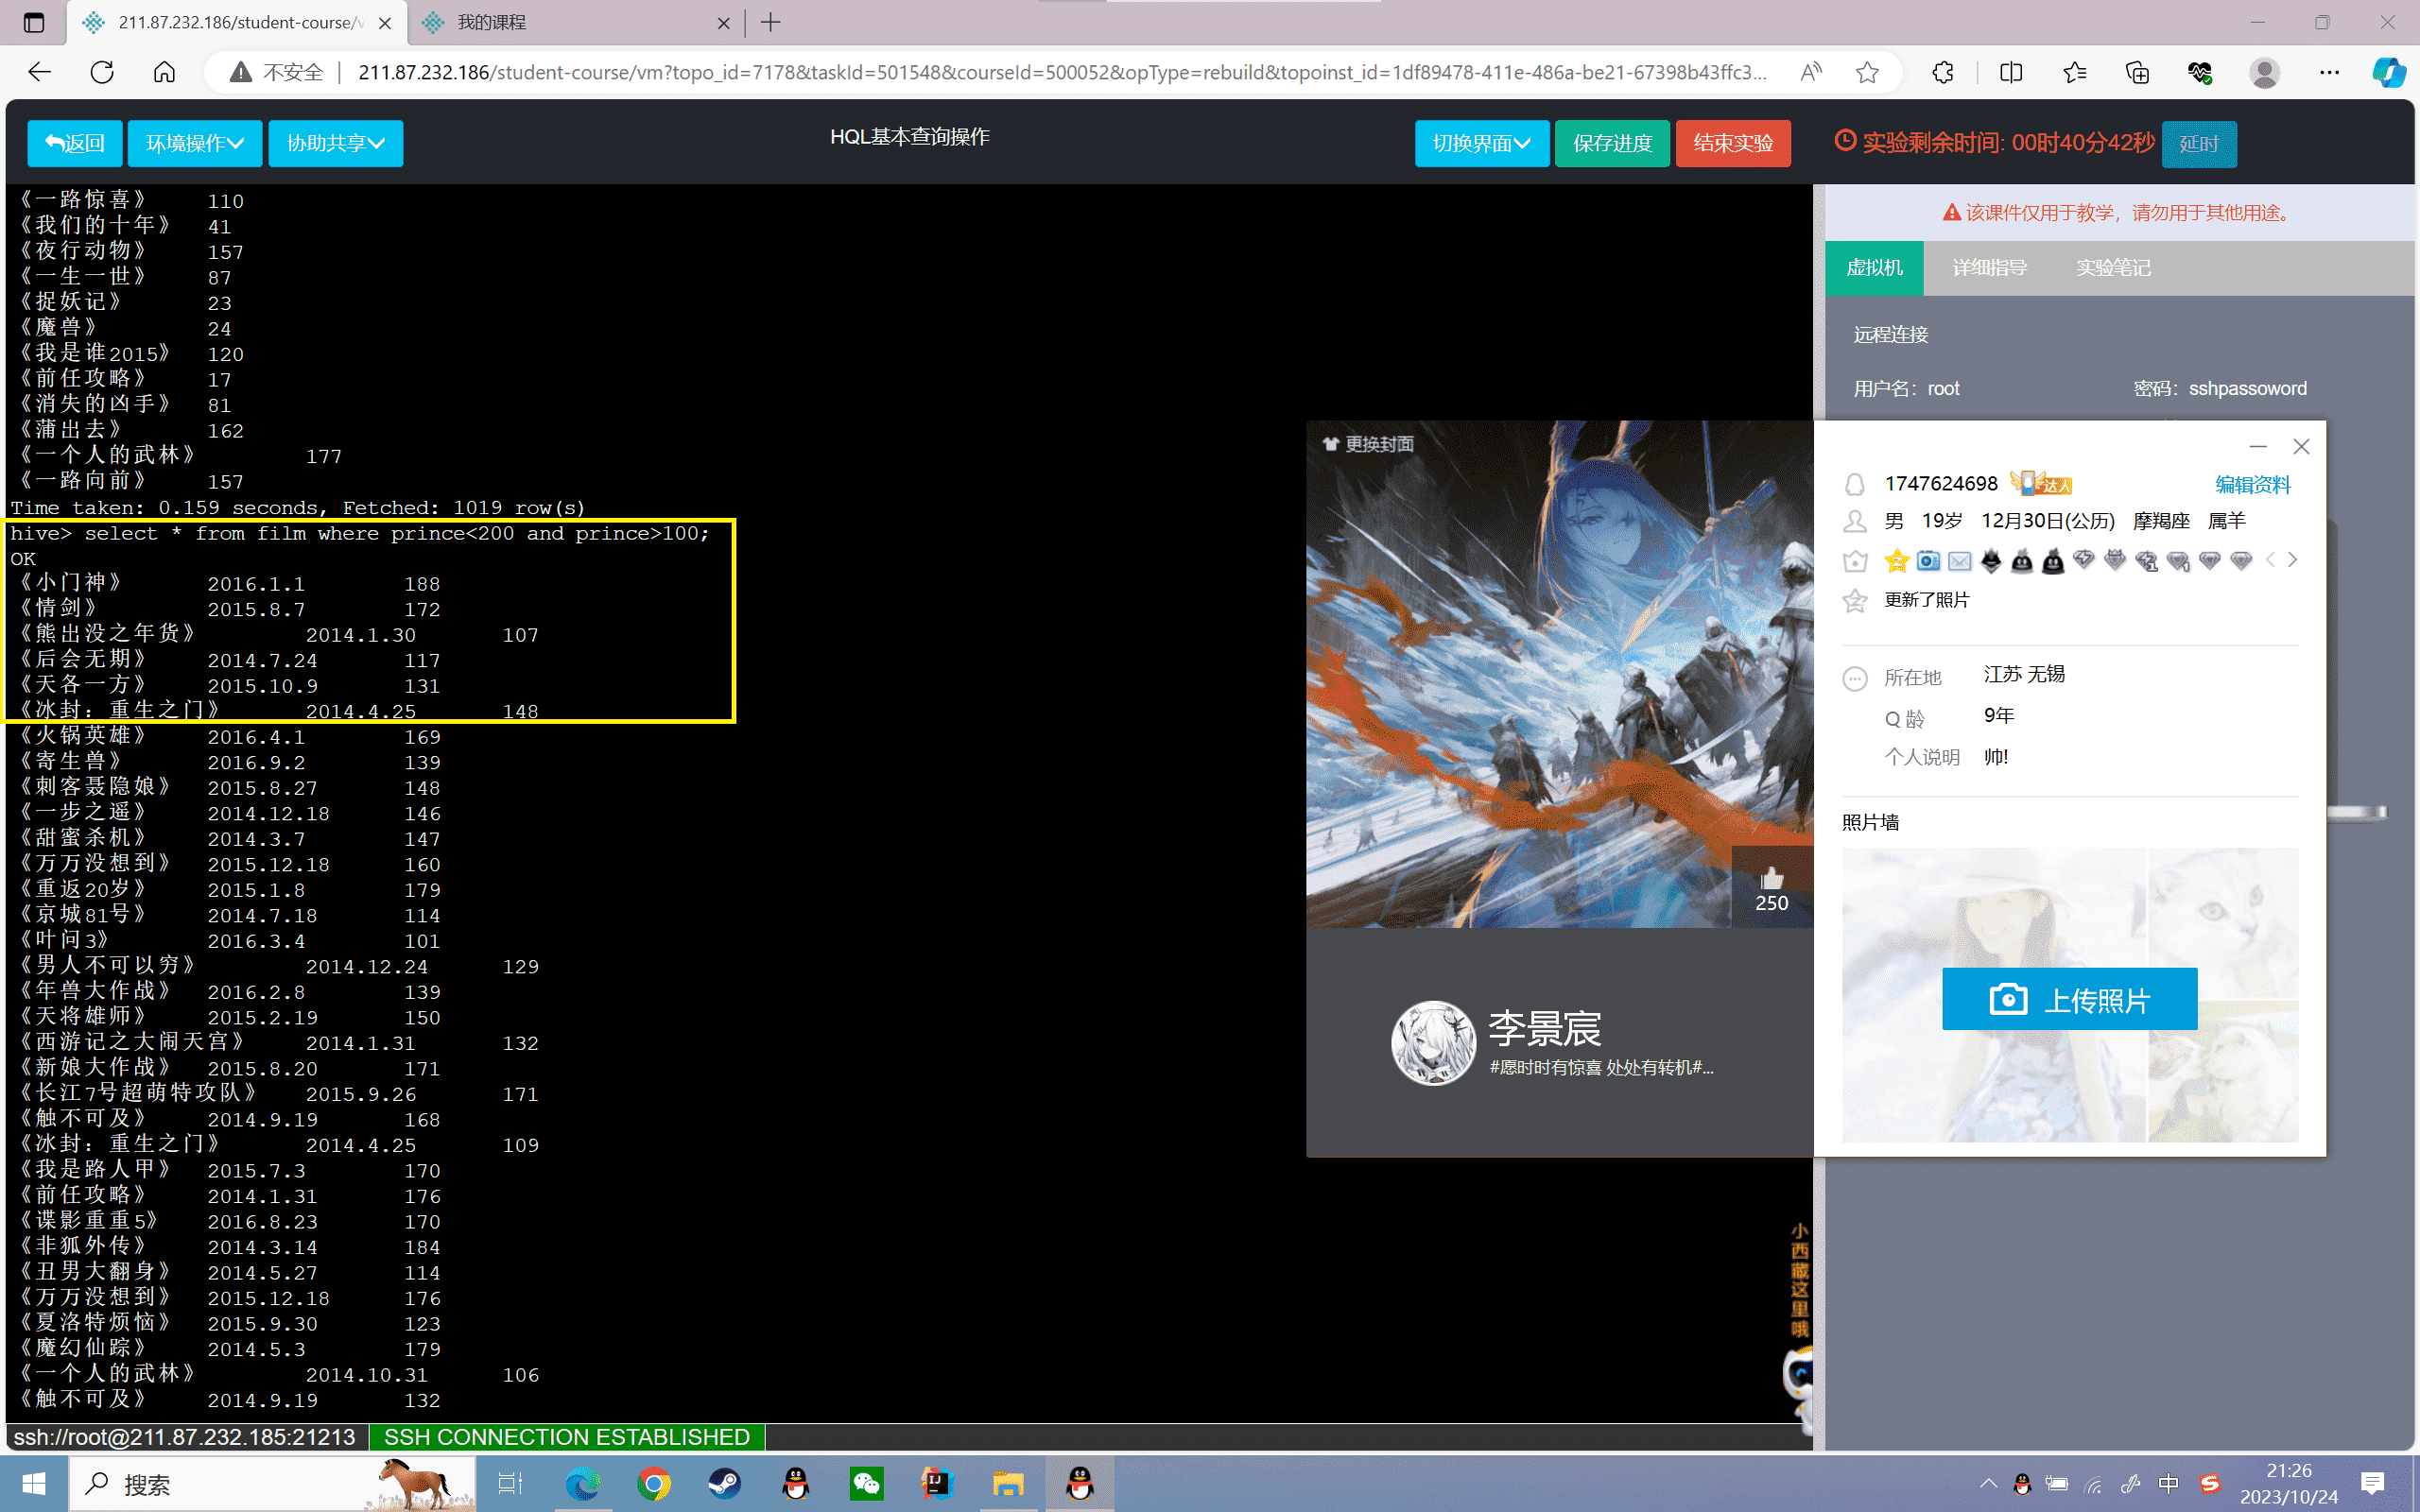 211.87.232.186/student-course/v
我的课程
不安全
211.87.232.186/student-course/vm?topo_id=7178&taskId=501548&courseId=500052&opType=rebuild&topoinst_id=1df89478-411e-486a-be21-67398b43ffc3...
返回
环境操作
协助共享
HQL基本查询操作
切换界面
保存进度
结束实验
实验剩余时间: 00时40分42秒
延时
《一路惊喜》 110
《我们的十年》 41
《夜行动物》 157
《一生一世》 87
《捉妖记》 23
《魔兽》 24
《我是谁2015》 120
《前任攻略》 17
《消失的凶手》 81
《蒲出去》 162
《一个人的武林》 177
《一路向前》 157
Time taken: 0.159 seconds, Fetched: 1019 row(s)
hive> select * from film where prince<200 and prince>100;
OK
《小门神》 2016.1.1 188
《情剑》 2015.8.7 172
《熊出没之年货》 2014.1.30 107
《后会无期》 2014.7.24 117
《天各一方》 2015.10.9 131
《冰封：重生之门》 2014.4.25 148
《火锅英雄》 2016.4.1 169
《寄生兽》 2016.9.2 139
《刺客聂隐娘》 2015.8.27 148
《一步之遥》 2014.12.18 146
《甜蜜杀机》 2014.3.7 147
《万万没想到》 2015.12.18 160
《重返20岁》 2015.1.8 179
《京城81号》 2014.7.18 114
《叶问3》 2016.3.4 101
《男人不可以穷》 2014.12.24 129
《年兽大作战》 2016.2.8 139
《天将雄师》 2015.2.19 150
《西游记之大闹天宫》 2014.1.31 132
《新娘大作战》 2015.8.20 171
《长江7号超萌特攻队》 2015.9.26 171
《触不可及》 2014.9.19 168
《冰封：重生之门》 2014.4.25 109
《我是路人甲》 2015.7.3 170
《前任攻略》 2014.1.31 176
《谍影重重5》 2016.8.23 170
《非狐外传》 2014.3.14 184
《丑男大翻身》 2014.5.27 114
《万万没想到》 2015.12.18 176
《夏洛特烦恼》 2015.9.30 123
《魔幻仙踪》 2014.5.3 179
《一个人的武林》 2014.10.31 106
《触不可及》 2014.9.19 132
ssh://root@211.87.232.185:21213
SSH CONNECTION ESTABLISHED
该课件仅用于教学，请勿用于其他用途。
虚拟机
详细指导
实验笔记
远程连接
用户名：root
密码：sshpassoword
更换封面
250
李景宸
#愿时时有惊喜 处处有转机#...
1747624698
达人
编辑资料
男 19岁 12月30日(公历) 摩羯座 属羊
更新了照片
所在地 江苏 无锡
Q 龄 9年
个人说明 帅!
照片墙
上传照片
小西藏这里哦
搜索
中
21:26
2023/10/24